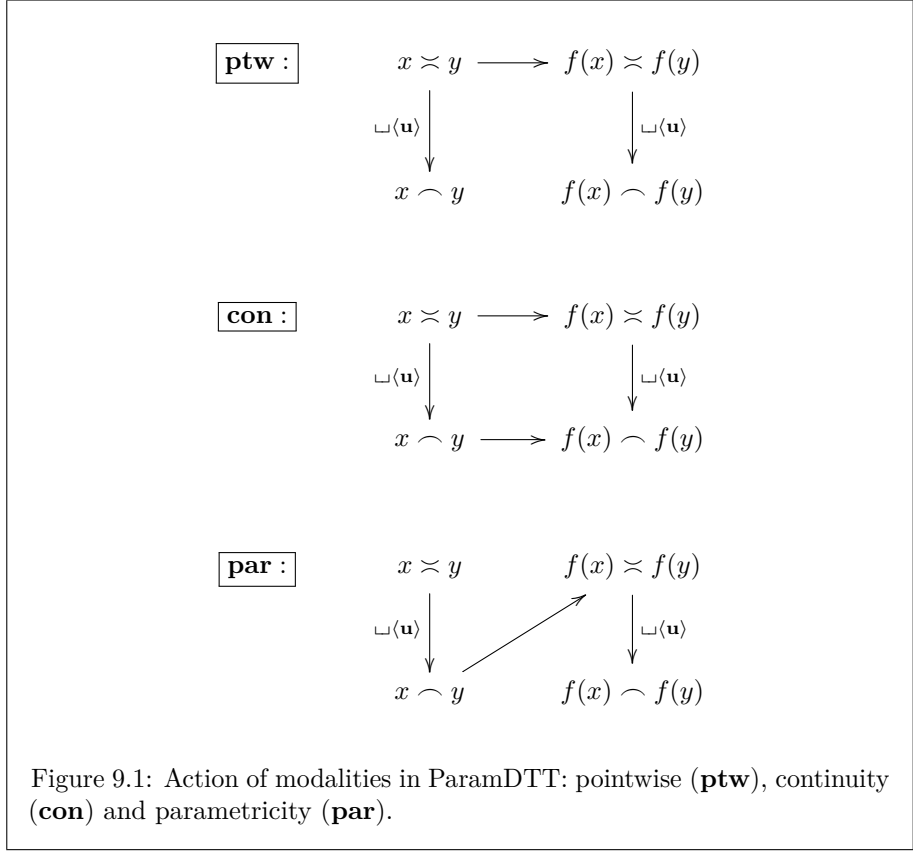 ptw : x ≍ y f(x) ≍ f(y)
␣⟨u⟩ ␣⟨u⟩
x ⌢ y f(x) ⌢ f(y)
con : x ≍ y f(x) ≍ f(y)
␣⟨u⟩ ␣⟨u⟩
x ⌢ y f(x) ⌢ f(y)
par : x ≍ y f(x) ≍ f(y)
␣⟨u⟩ ␣⟨u⟩
x ⌢ y f(x) ⌢ f(y)
Figure 9.1: Action of modalities in ParamDTT: pointwise (ptw), continuity
(con) and parametricity (par).